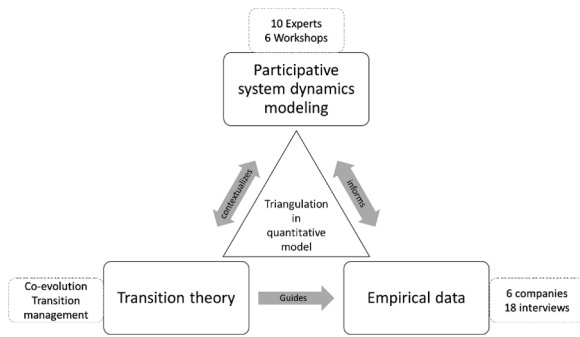 10 Experts
6 Workshops
Participative
system dynamics
modeling
contextualizes
informs
Triangulation
in
quantitative
model
Co-evolution
Transition
management
Transition theory
Guides
Empirical data
6 companies
18 interviews